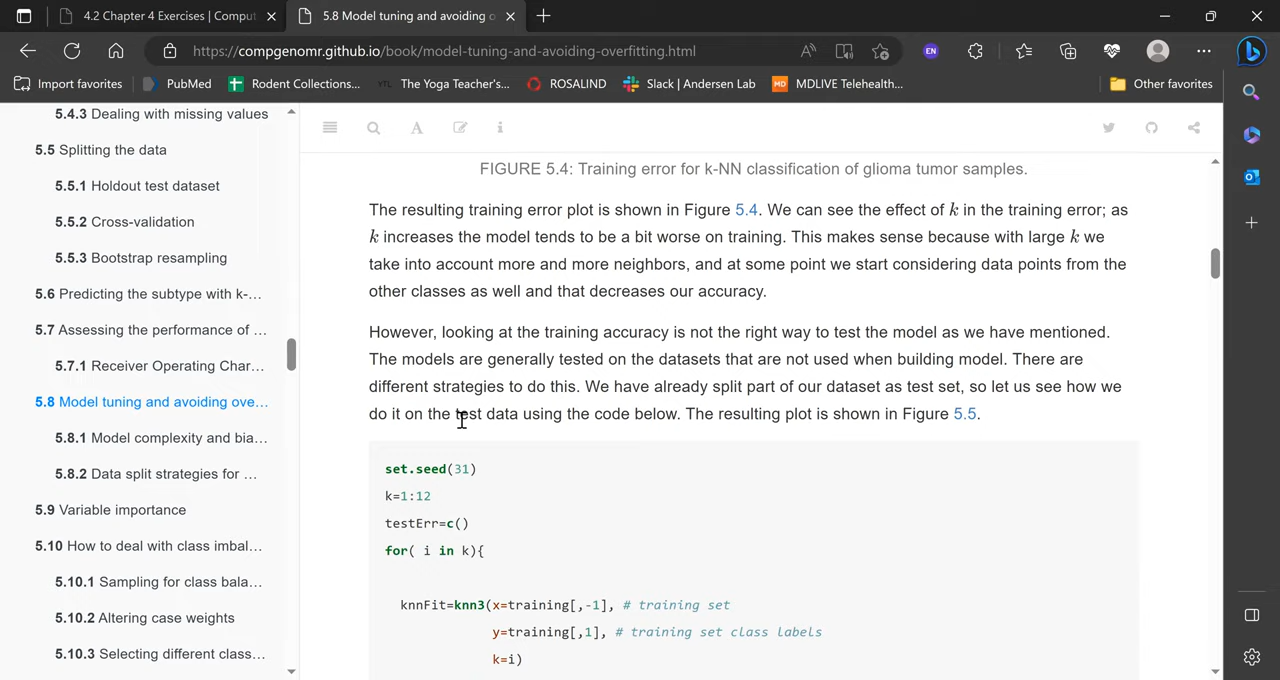 4.2 Chapter 4 Exercises | Comput
5.8 Model tuning and avoiding o
https://compgenomr.github.io/book/model-tuning-and-avoiding-overfitting.html
EN
Import favorites
PubMed
Rodent Collections...
YTL The Yoga Teacher's...
ROSALIND
Slack | Andersen Lab
MD MDLIVE Telehealth...
Other favorites
5.4.3 Dealing with missing values
5.5 Splitting the data
5.5.1 Holdout test dataset
5.5.2 Cross-validation
5.5.3 Bootstrap resampling
5.6 Predicting the subtype with k-...
5.7 Assessing the performance of ...
5.7.1 Receiver Operating Char...
5.8 Model tuning and avoiding ove...
5.8.1 Model complexity and bia...
5.8.2 Data split strategies for ...
5.9 Variable importance
5.10 How to deal with class imbal...
5.10.1 Sampling for class bala...
5.10.2 Altering case weights
5.10.3 Selecting different class...
FIGURE 5.4: Training error for k-NN classification of glioma tumor samples.
The resulting training error plot is shown in Figure 5.4. We can see the effect of k in the training error; as
k increases the model tends to be a bit worse on training. This makes sense because with large k we
take into account more and more neighbors, and at some point we start considering data points from the
other classes as well and that decreases our accuracy.
However, looking at the training accuracy is not the right way to test the model as we have mentioned.
The models are generally tested on the datasets that are not used when building model. There are
different strategies to do this. We have already split part of our dataset as test set, so let us see how we
do it on the test data using the code below. The resulting plot is shown in Figure 5.5.
set.seed(31)
k=1:12
testErr=c()
for( i in k){
knnFit=knn3(x=training[,-1], # training set
y=training[,1], # training set class labels
k=i)